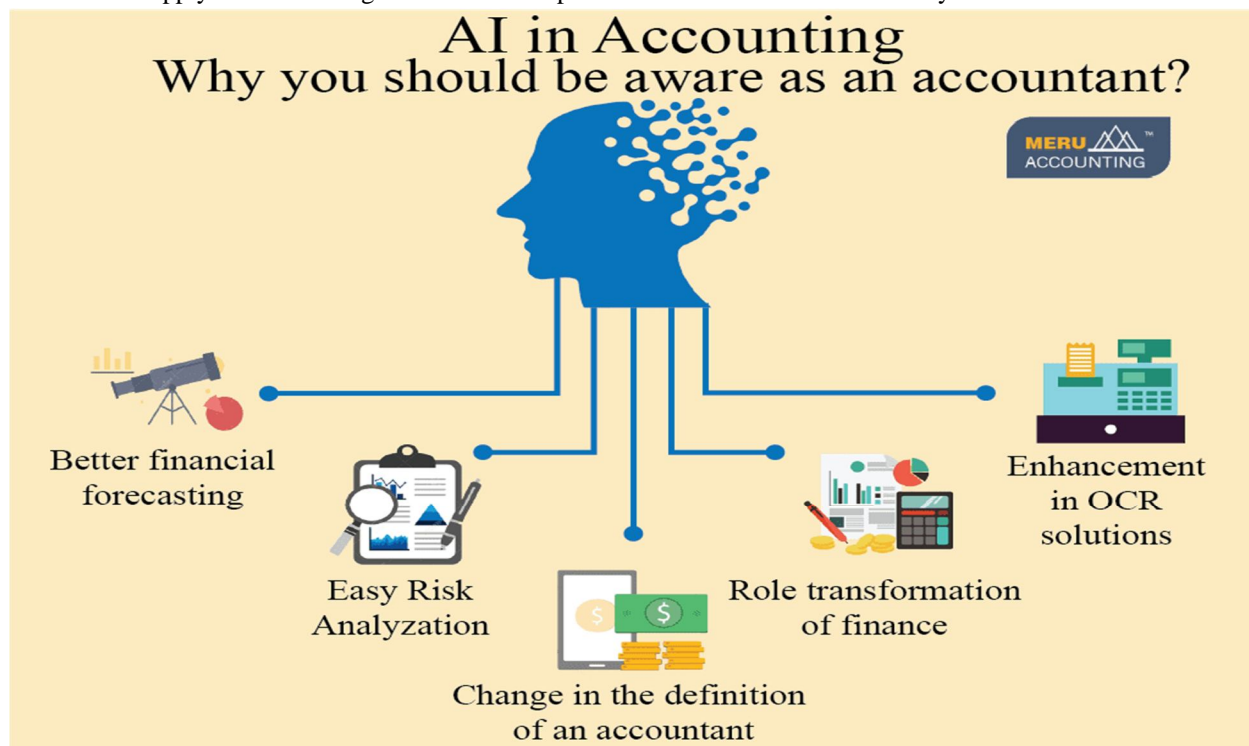 AI in Accounting
Why you should be aware as an accountant?
MERU ™
ACCOUNTING
Better financial
forecasting
Easy Risk
Analyzation
Change in the definition
of an accountant
Role transformation
of finance
Enhancement
in OCR
solutions
$
$